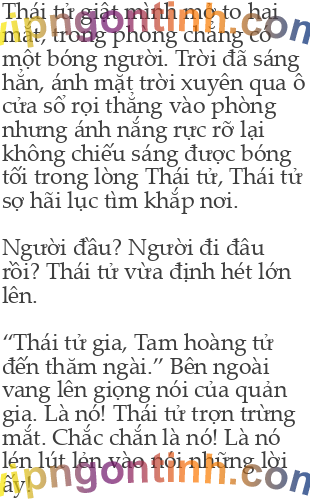 Thái tử giật mình mở to hai
mắt, trong phòng chẳng có
một bóng người. Trời đã sáng
hẳn, ánh mặt trời xuyên qua ô
cửa sổ rọi thẳng vào phòng
nhưng ánh nắng rực rỡ lại
không chiếu sáng được bóng
tối trong lòng Thái tử, Thái tử
sợ hãi lục tìm khắp nơi.
Người đầu? Người đi đâu
rồi? Thái tử vừa định hét lớn
lên.
“Thái tử gia, Tam hoàng tử
đến thăm ngài.” Bên ngoài
vang lên giọng nói của quản
gia. Là nó! Thái tử trợn trừng
mắt. Chắc chắn là nó! Là nó
lén lút lẻn vào nói những lời
ấy!